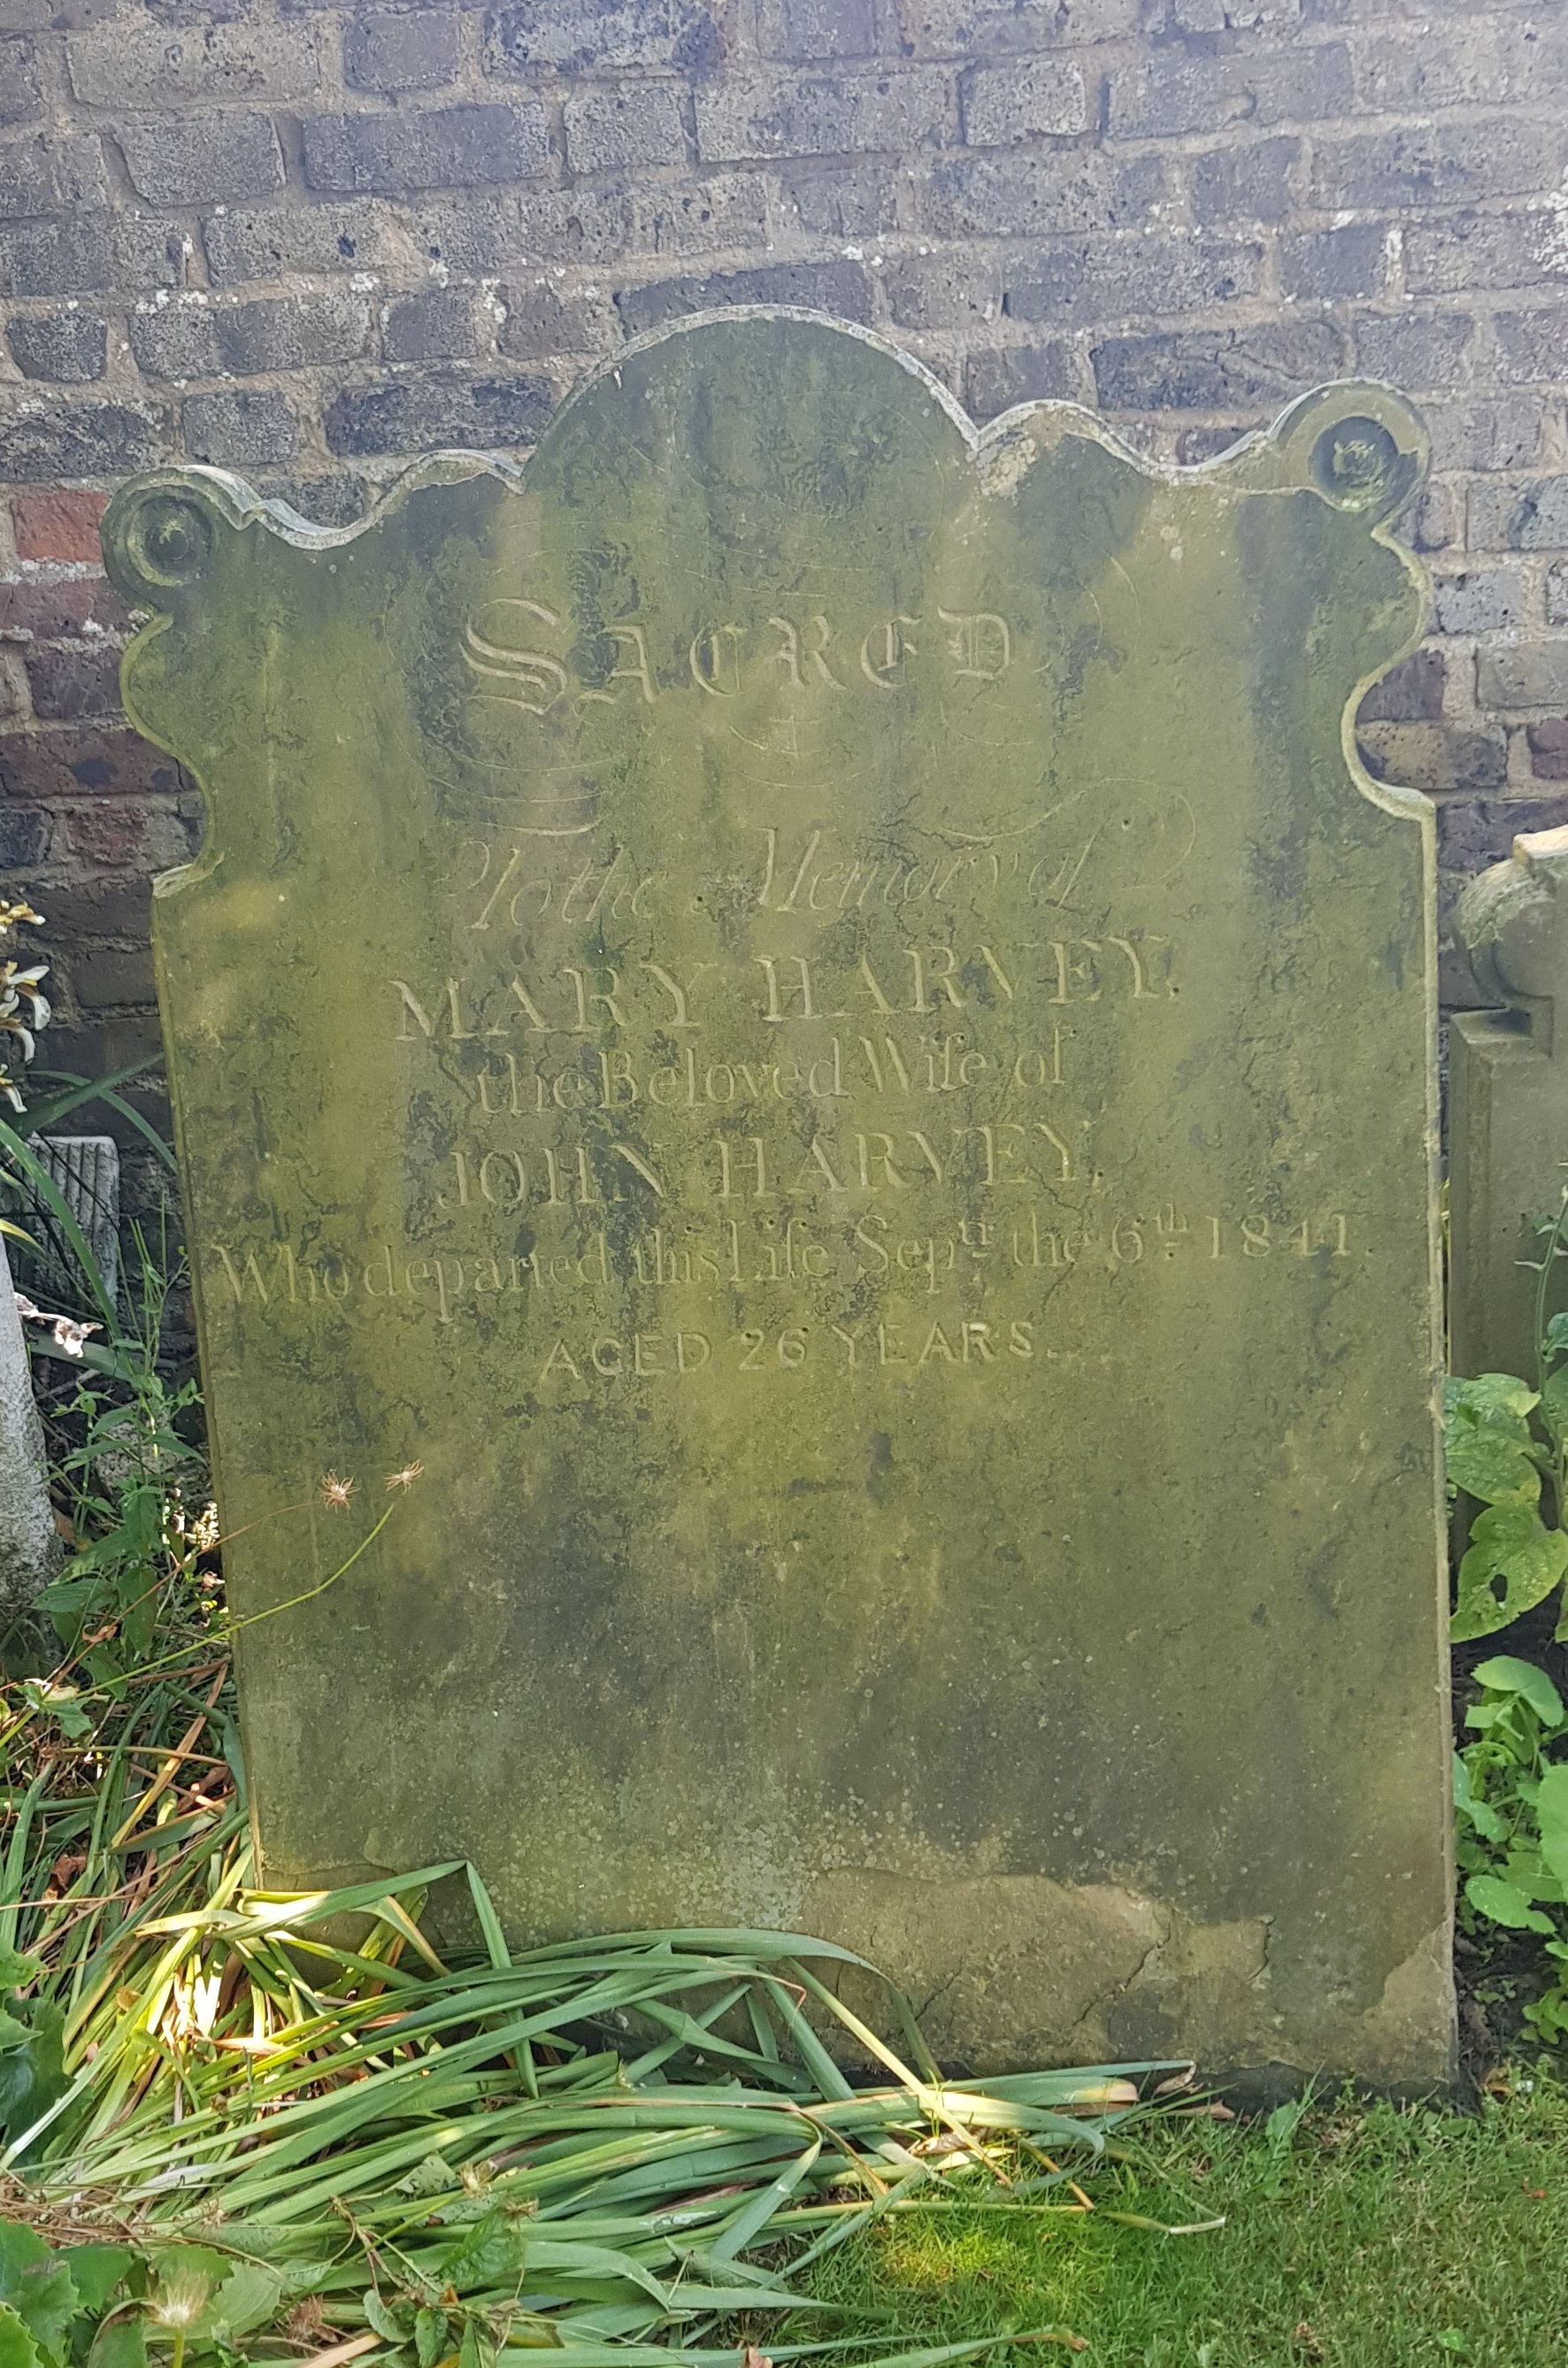 SACRED
To the Memory of
MARY HARVEY.
the Beloved Wife of
JOHN HARVEY.
Who departed this Life Sepr the 6th 1841.
AGED 26 YEARS.